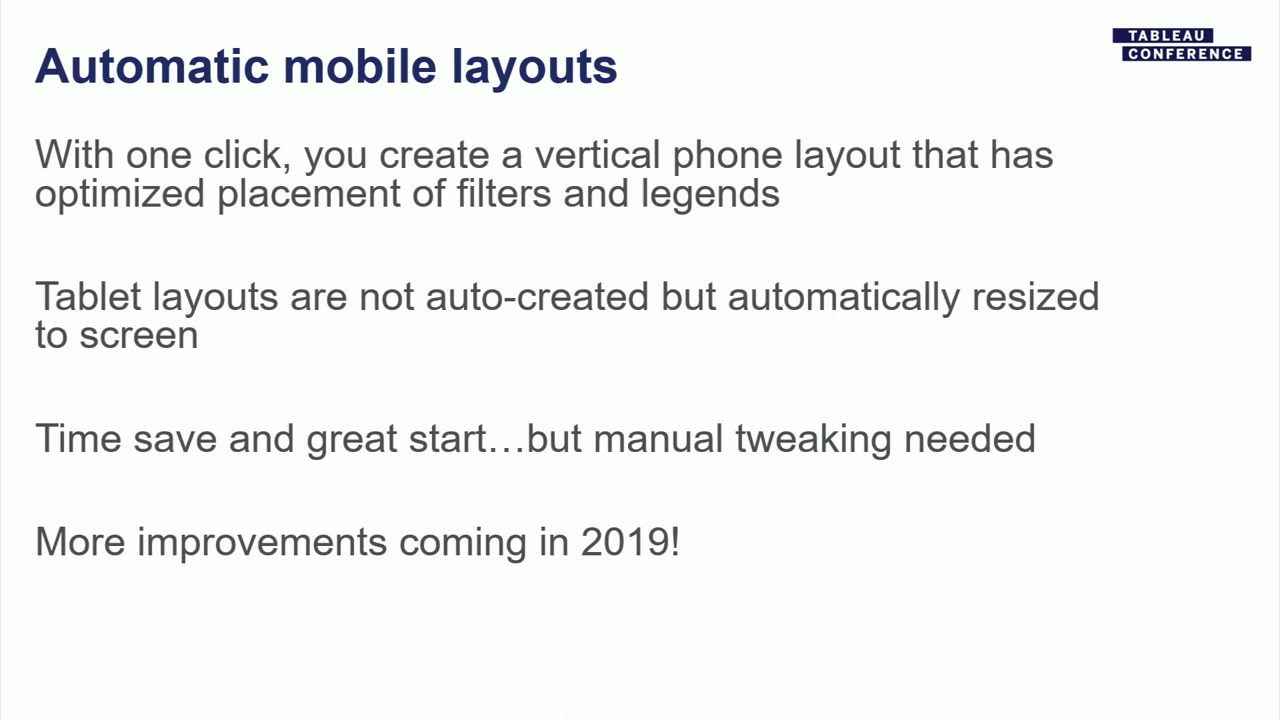 Automatic mobile layouts
TABLEAU
CONFERENCE
With one click, you create a vertical phone layout that has
optimized placement of filters and legends
Tablet layouts are not auto-created but automatically resized
to screen
Time save and great start…but manual tweaking needed
More improvements coming in 2019!